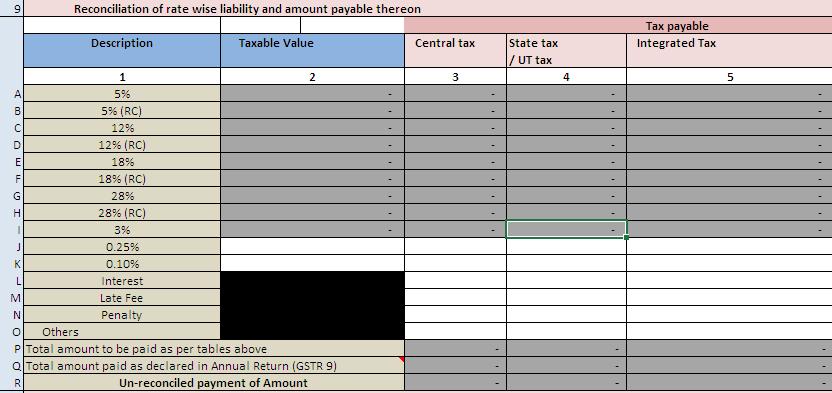 9 Reconciliation of rate wise liability and amount payable thereon
Tax payable
Description Taxable Value Central tax State tax Integrated Tax
/ UT tax
1 2 3 4 5
A 5% - - - -
B 5% (RC) - - - -
C 12% - - - -
D 12% (RC) - - - -
E 18% - - - -
F 18% (RC) - - - -
G 28% - - - -
H 28% (RC) - - - -
I 3% - - - -
J 0.25%
K 0.10%
L Interest
M Late Fee
N Penalty
O Others
P Total amount to be paid as per tables above - - -
Q Total amount paid as declared in Annual Return (GSTR 9) - - -
R Un-reconciled payment of Amount - - -